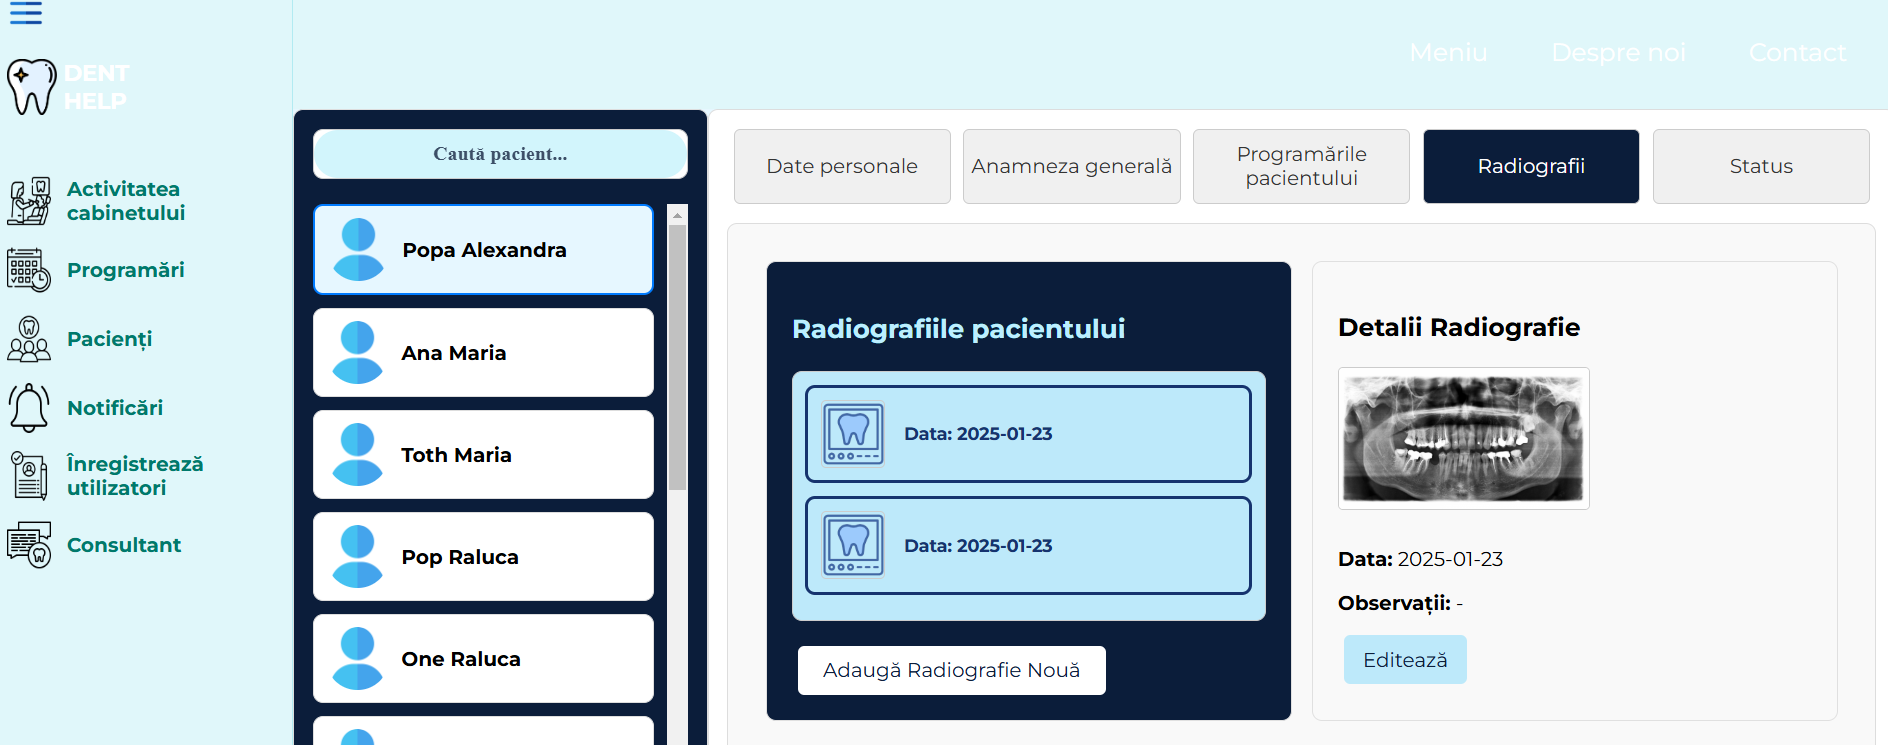 Meniu
Despre noi
Contact
DENT
HELP
Activitatea
cabinetului
Programări
Pacienți
Notificări
Înregistrează
utilizatori
Consultant
Caută pacient...
Popa Alexandra
Ana Maria
Toth Maria
Pop Raluca
One Raluca
Date personale
Anamneza generală
Programările
pacientului
Radiografii
Status
Radiografiile pacientului
Data: 2025-01-23
Data: 2025-01-23
Adaugă Radiografie Nouă
Detalii Radiografie
Data: 2025-01-23
Observații: -
Editează